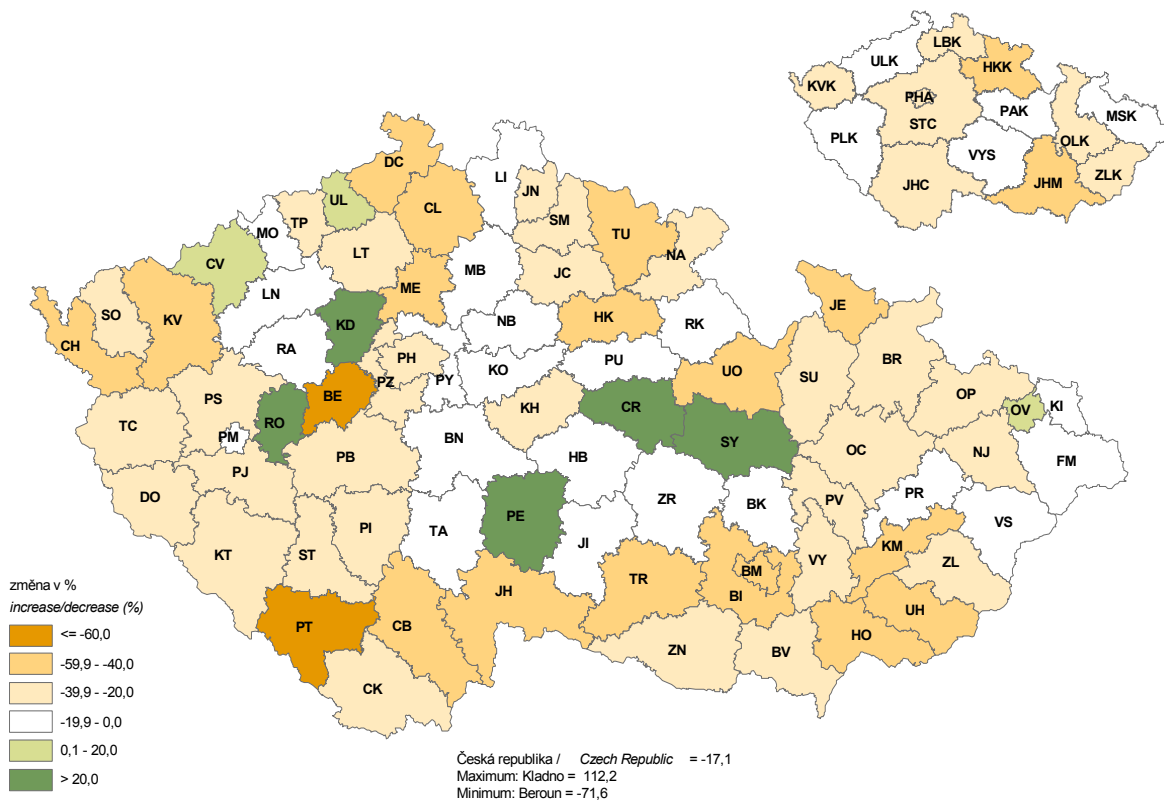 LBK
ULK
HKK
KVK
PHA
PAK
MSK
STC
PLK
OLK
VYS
ZLK
JHC
JHM
DC
LI
JN
UL
CL
TP
SM
MO
TU
LT
NA
CV
MB
JC
ME
LN
SO
KV
HK
RK
JE
KD
NB
CH
RA
PH
PU
BR
KO
UO
SU
PZ
PY
BE
PS
OP
KI
KH
CR
OV
RO
TC
PM
BN
SY
OC
NJ
FM
PB
HB
PJ
DO
ZR
BK
PV
PR
VS
PE
PI
TA
KT
ST
JI
KM
VY
ZL
TR
BM
JH
BI
UH
PT
CB
HO
ZN
BV
CK
změna v %
increase/decrease (%)
<= -60,0
-59,9 - -40,0
-39,9 - -20,0
-19,9 - 0,0
0,1 - 20,0
> 20,0
Česká republika / Czech Republic = -17,1
Maximum: Kladno = 112,2
Minimum: Beroun = -71,6